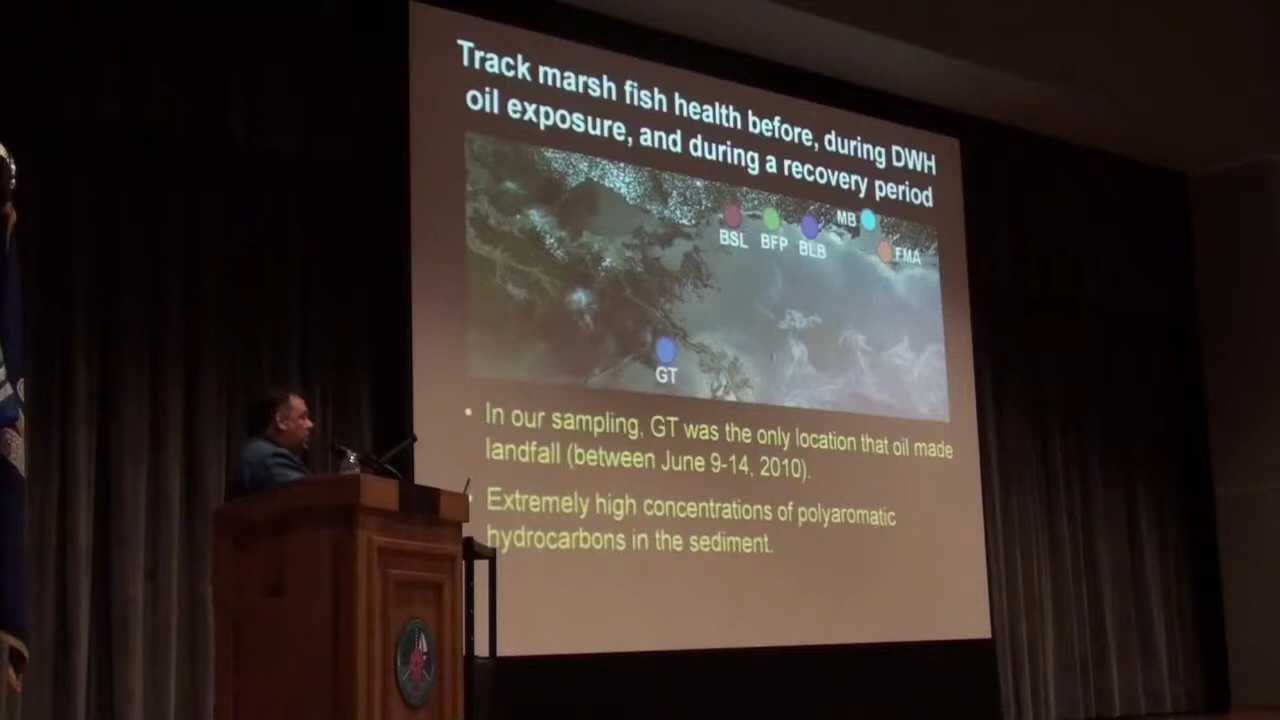 Track marsh fish health before, during DWH
oil exposure, and during a recovery period
MB
BSL BFP BLB
FMA
GT
• In our sampling, GT was the only location that oil made
landfall (between June 9-14, 2010).
• Extremely high concentrations of polyaromatic
hydrocarbons in the sediment.